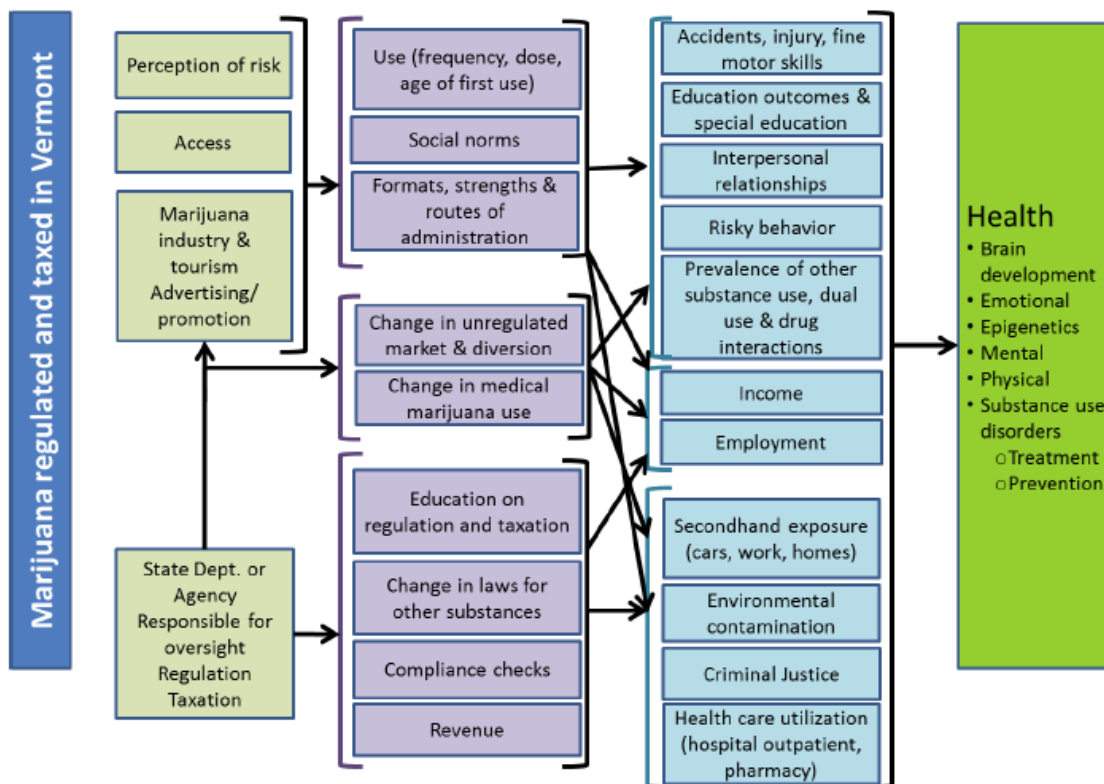 Marijuana regulated and taxed in Vermont
Perception of risk
Access
Marijuana
industry &
tourism
Advertising/
promotion
State Dept. or
Agency
Responsible for
oversight
Regulation
Taxation
Use (frequency, dose,
age of first use)
Social norms
Formats, strengths &
routes of
administration
Change in unregulated
market & diversion
Change in medical
marijuana use
Education on
regulation and taxation
Change in laws for
other substances
Compliance checks
Revenue
Accidents, injury, fine
motor skills
Education outcomes &
special education
Interpersonal
relationships
Risky behavior
Prevalence of other
substance use, dual
use & drug
interactions
Income
Employment
Secondhand exposure
(cars, work, homes)
Environmental
contamination
Criminal Justice
Health care utilization
(hospital outpatient,
pharmacy)
Health
• Brain
development
• Emotional
• Epigenetics
• Mental
• Physical
• Substance use
disorders
o Treatment
o Prevention